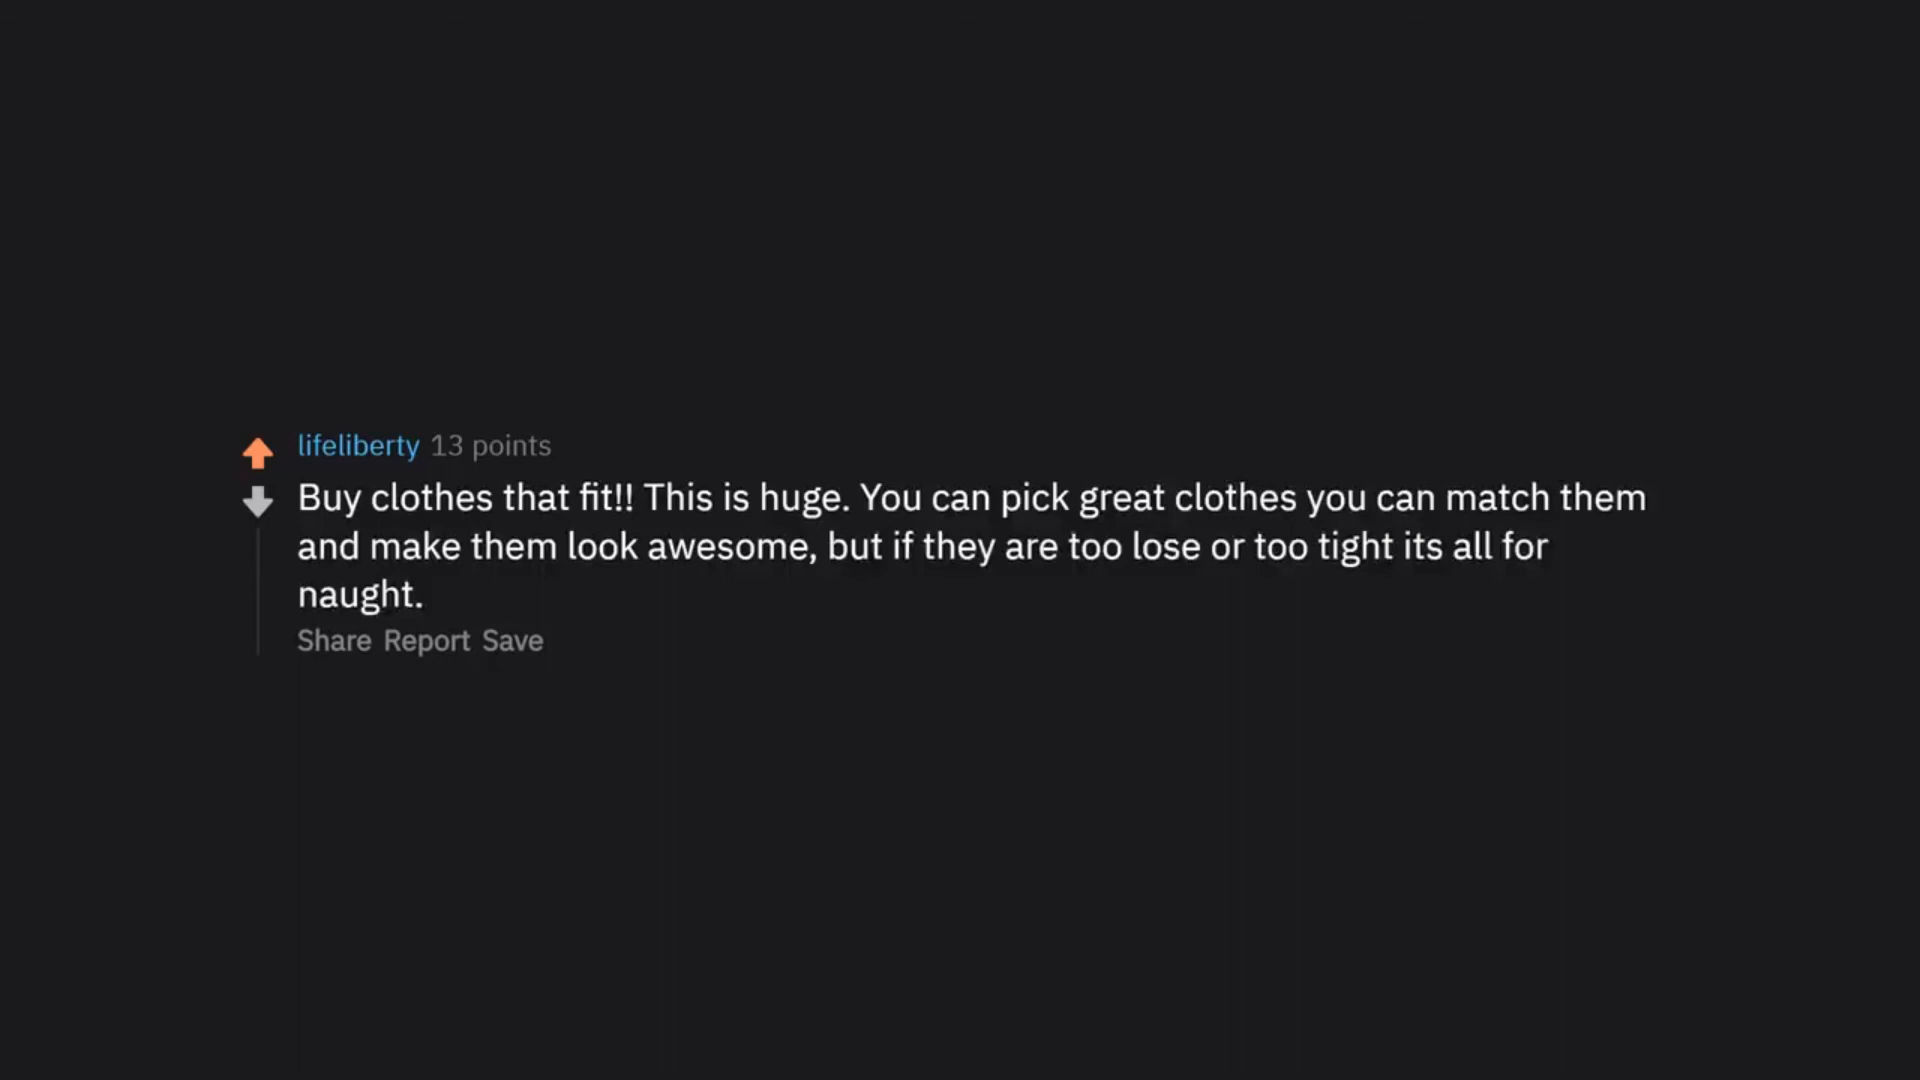 lifeliberty 13 points
Buy clothes that fit!! This is huge. You can pick great clothes you can match them
and make them look awesome, but if they are too lose or too tight its all for
naught.
Share Report Save